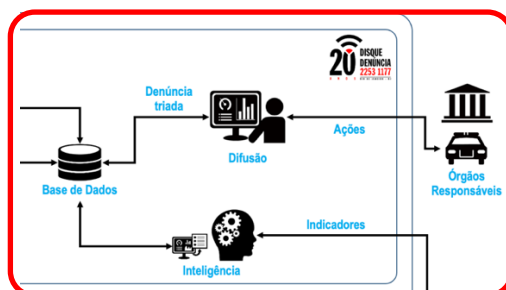 20 DISQUE
DENÚNCIA
2253 1177
Denúncia
triada
Difusão
Ações
Órgãos
Responsáveis
Base de Dados
Indicadores
Inteligência